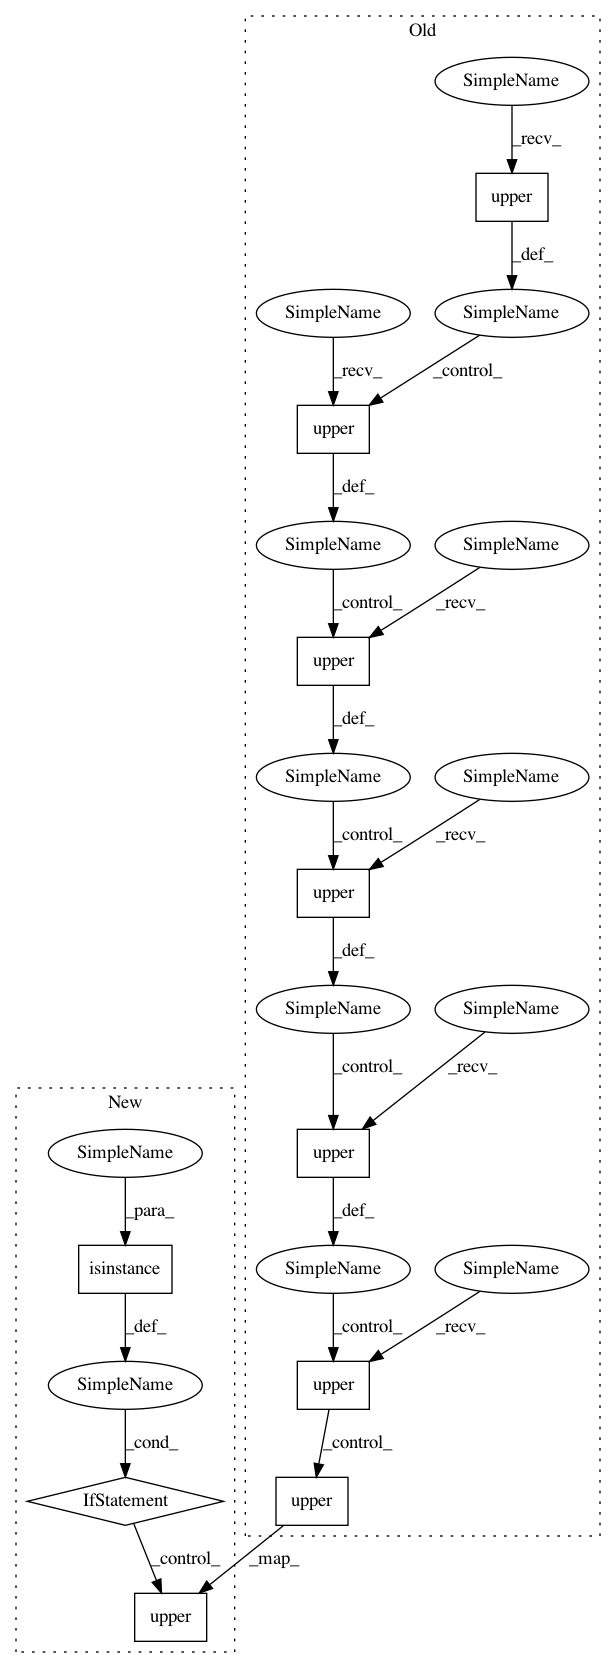 Old
SimpleName
_recv_
upper
_def_
SimpleName
SimpleName
_recv_
_control_
upper
_def_
SimpleName
SimpleName
_control_
_recv_
upper
_def_
SimpleName
SimpleName
_control_
_recv_
upper
_def_
SimpleName
SimpleName
_control_
_recv_
New
SimpleName
upper
_para_
_def_
isinstance
SimpleName
SimpleName
_def_
_control_
_recv_
SimpleName
upper
_cond_
_control_
IfStatement
upper
_control_
_map_
upper